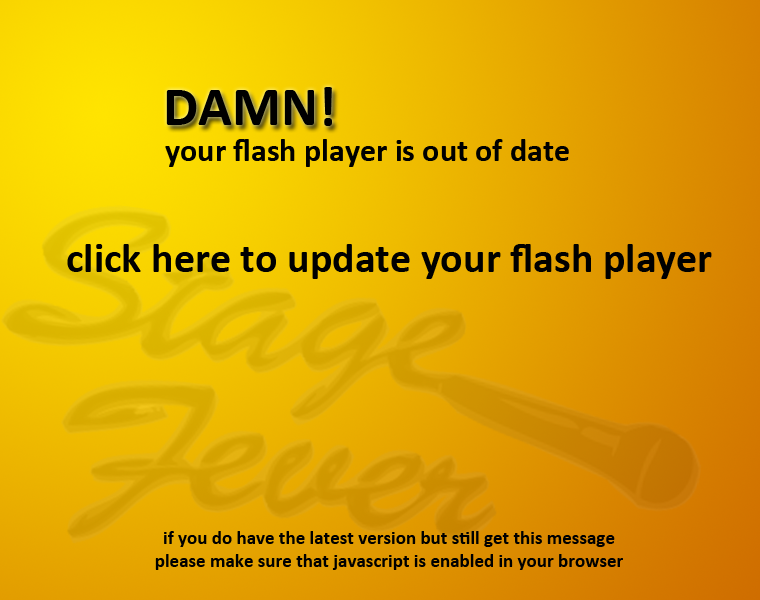 DAMN!
your flash player is out of date
click here to update your flash player
Stage
Fever
if you do have the latest version but still get this message
please make sure that javascript is enabled in your browser